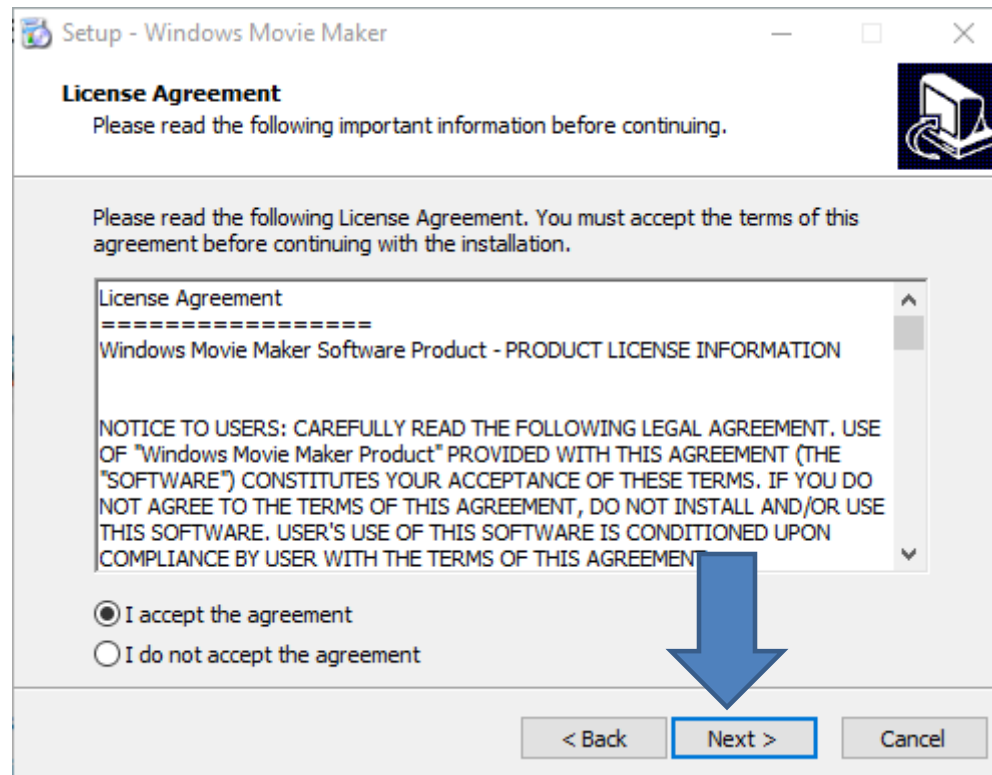 Setup - Windows Movie Maker
License Agreement
Please read the following important information before continuing.
Please read the following License Agreement. You must accept the terms of this
agreement before continuing with the installation.
License Agreement
=================
Windows Movie Maker Software Product - PRODUCT LICENSE INFORMATION
NOTICE TO USERS: CAREFULLY READ THE FOLLOWING LEGAL AGREEMENT. USE
OF "Windows Movie Maker Product" PROVIDED WITH THIS AGREEMENT (THE
"SOFTWARE") CONSTITUTES YOUR ACCEPTANCE OF THESE TERMS. IF YOU DO
NOT AGREE TO THE TERMS OF THIS AGREEMENT, DO NOT INSTALL AND/OR USE
THIS SOFTWARE. USER'S USE OF THIS SOFTWARE IS CONDITIONED UPON
COMPLIANCE BY USER WITH THE TERMS OF THIS AGREEMENT
I accept the agreement
I do not accept the agreement
< Back Next > Cancel